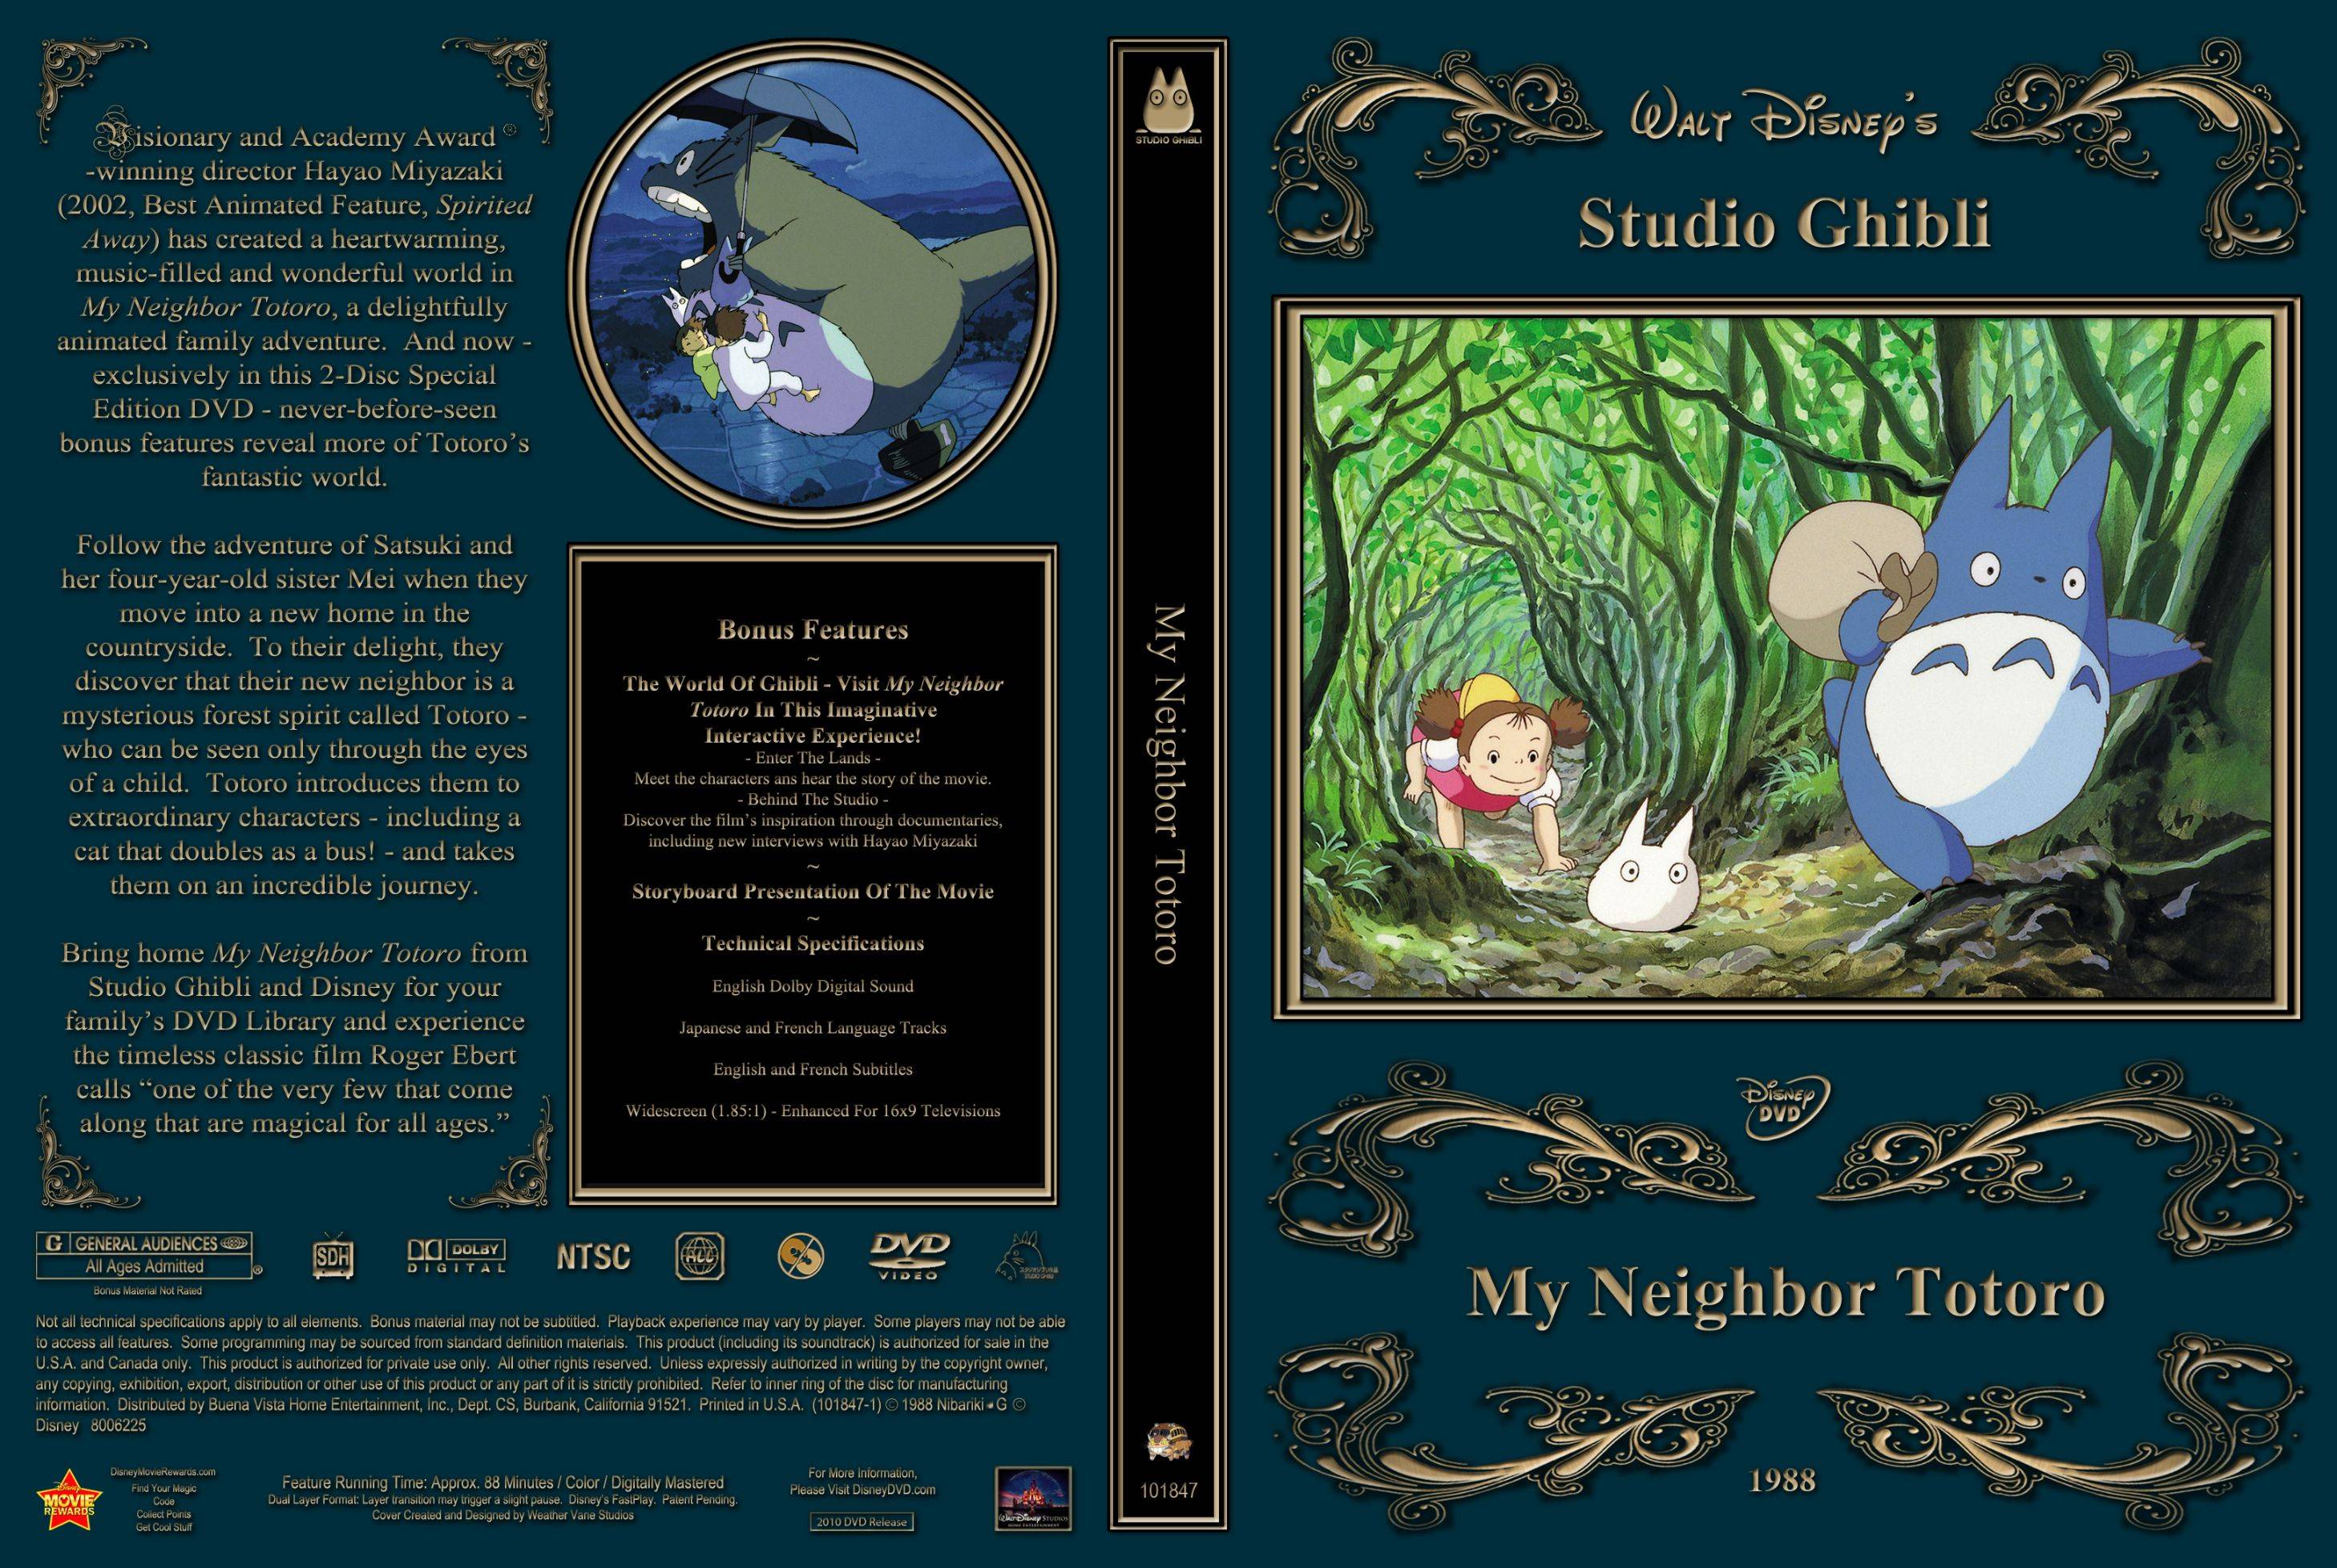 Visionary and Academy Award ®
-winning director Hayao Miyazaki
(2002, Best Animated Feature, Spirited
Away) has created a heartwarming,
music-filled and wonderful world in
My Neighbor Totoro, a delightfully
animated family adventure. And now -
exclusively in this 2-Disc Special
Edition DVD - never-before-seen
bonus features reveal more of Totoro's
fantastic world.
Follow the adventure of Satsuki and
her four-year-old sister Mei when they
move into a new home in the
countryside. To their delight, they
discover that their new neighbor is a
mysterious forest spirit called Totoro -
who can be seen only through the eyes
of a child. Totoro introduces them to
extraordinary characters - including a
cat that doubles as a bus! - and takes
them on an incredible journey.
Bring home My Neighbor Totoro from
Studio Ghibli and Disney for your
family's DVD Library and experience
the timeless classic film Roger Ebert
calls “one of the very few that come
along that are magical for all ages.”
Bonus Features
~
The World Of Ghibli - Visit My Neighbor
Totoro In This Imaginative
Interactive Experience!
- Enter The Lands -
Meet the characters ans hear the story of the movie.
- Behind The Studio -
Discover the film's inspiration through documentaries,
including new interviews with Hayao Miyazaki
~
Storyboard Presentation Of The Movie
~
Technical Specifications
English Dolby Digital Sound
Japanese and French Language Tracks
English and French Subtitles
Widescreen (1.85:1) - Enhanced For 16x9 Televisions
G GENERAL AUDIENCES
All Ages Admitted ®
Bonus Material Not Rated
SDH
DOLBY
DIGITAL
NTSC
ALL
DVD
VIDEO
Not all technical specifications apply to all elements. Bonus material may not be subtitled. Playback experience may vary by player. Some players may not be able
to access all features. Some programming may be sourced from standard definition materials. This product (including its soundtrack) is authorized for sale in the
U.S.A. and Canada only. This product is authorized for private use only. All other rights reserved. Unless expressly authorized in writing by the copyright owner,
any copying, exhibition, export, distribution or other use of this product or any part of it is strictly prohibited. Refer to inner ring of the disc for manufacturing
information. Distributed by Buena Vista Home Entertainment, Inc., Dept. CS, Burbank, California 91521. Printed in U.S.A. (101847-1) © 1988 Nibariki • G ©
Disney 8006225
Disney
MOVIE
REWARDS
DisneyMovieRewards.com
Find Your Magic
Code
Collect Points
Get Cool Stuff
Feature Running Time: Approx. 88 Minutes / Color / Digitally Mastered
Dual Layer Format: Layer transition may trigger a slight pause. Disney's FastPlay. Patent Pending.
Cover Created and Designed by Weather Vane Studios
For More Information,
Please Visit DisneyDVD.com
2010 DVD Release
Walt Disney STUDIOS
HOME ENTERTAINMENT
STUDIO GHIBLI
My Neighbor Totoro
101847
Walt Disney's
Studio Ghibli
Disney
DVD
My Neighbor Totoro
1988